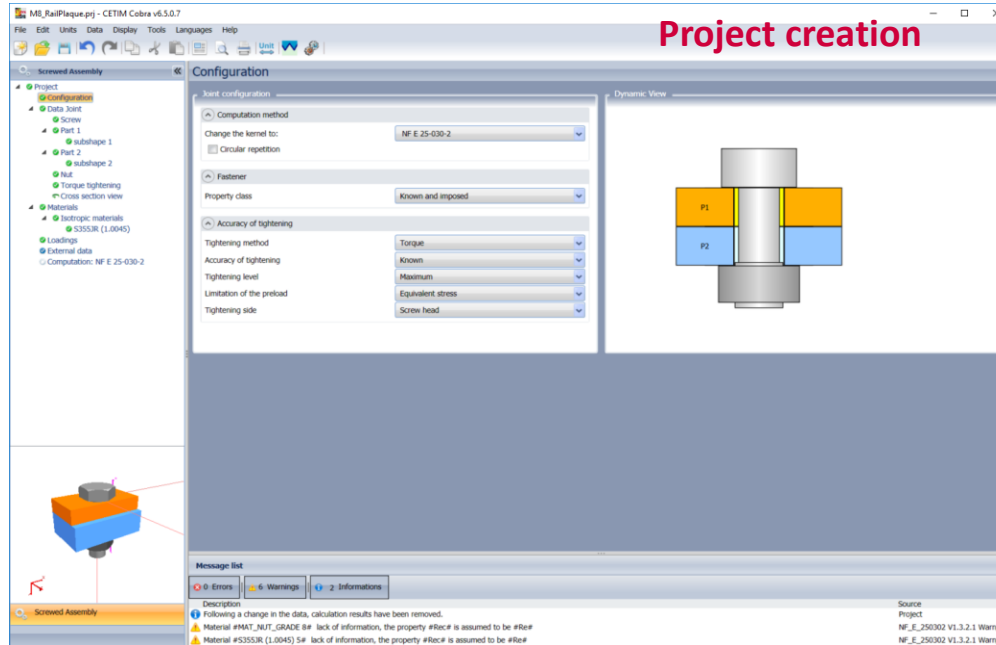 M8_RailPlaque.prj - CETIM Cobra v6.5.0.7
File Edit Units Data Display Tools Languages Help
Project creation
Unit
Screwed Assembly
Project
Configuration
Data Joint
Screw
Part 1
subshape 1
Part 2
subshape 2
Nut
Torque tightening
Cross section view
Materials
Isotropic materials
S355JR (1.0045)
Loadings
External data
Computation: NF E 25-030-2
Screwed Assembly
Configuration
Joint configuration
Computation method
Change the kernel to: NF E 25-030-2
Circular repetition
Fastener
Property class Known and imposed
Accuracy of tightening
Tightening method Torque
Accuracy of tightening Known
Tightening level Maximum
Limitation of the preload Equivalent stress
Tightening side Screw head
Dynamic View
P1
P2
Message list
0 Errors 6 Warnings 2 Informations
Description Source
Following a change in the data, calculation results have been removed. Project
Material #MAT_NUT_GRADE 8# lack of information, the property #Rec# is assumed to be #Re# NF_E_250302 V1.3.2.1 Warn
Material #S355JR (1.0045) 5# lack of information, the property #Rec# is assumed to be #Re# NF_E_250302 V1.3.2.1 Warn